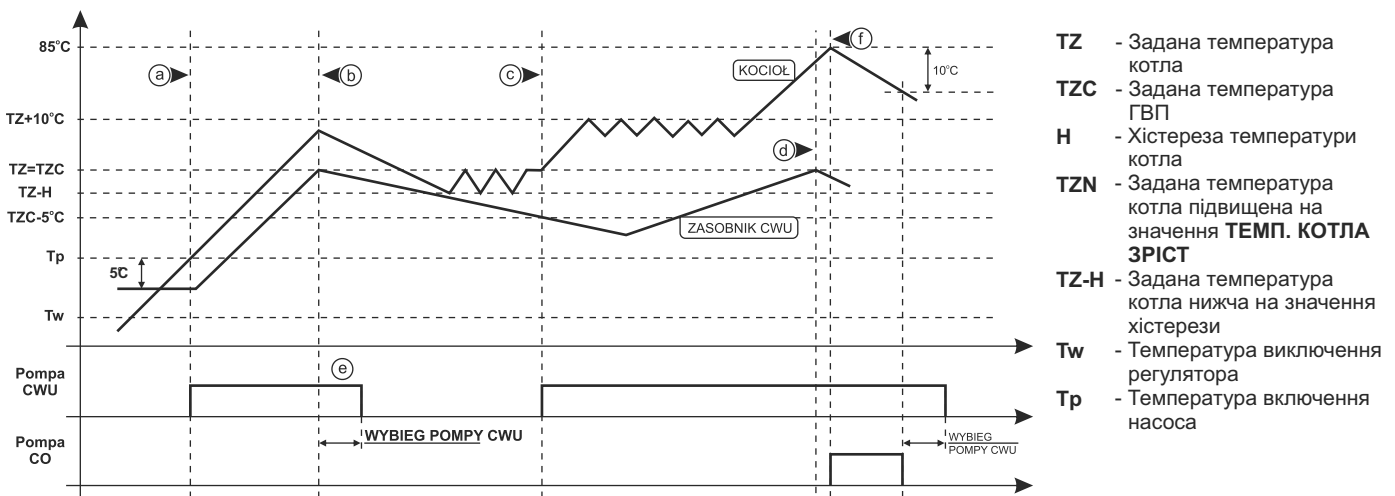 85°C
a
b
c
f
KOCIOŁ
10°C
TZ+10°C
d
TZ=TZC
TZ-H
TZC-5°C
ZASOBNIK CWU
Tp
5°C
Tw
Pompa
CWU
e
WYBIEG POMPY CWU
WYBIEG
POMPY CWU
Pompa
CO
TZ - Задана температура
котла
TZC - Задана температура
ГВП
H - Хістереза температури
котла
TZN - Задана температура
котла підвищена на
значення ТЕМП. КОТЛА
ЗРІСТ
TZ-H - Задана температура
котла нижча на значення
хістерези
Tw - Температура виключення
регулятора
Tp - Температура включення
насоса